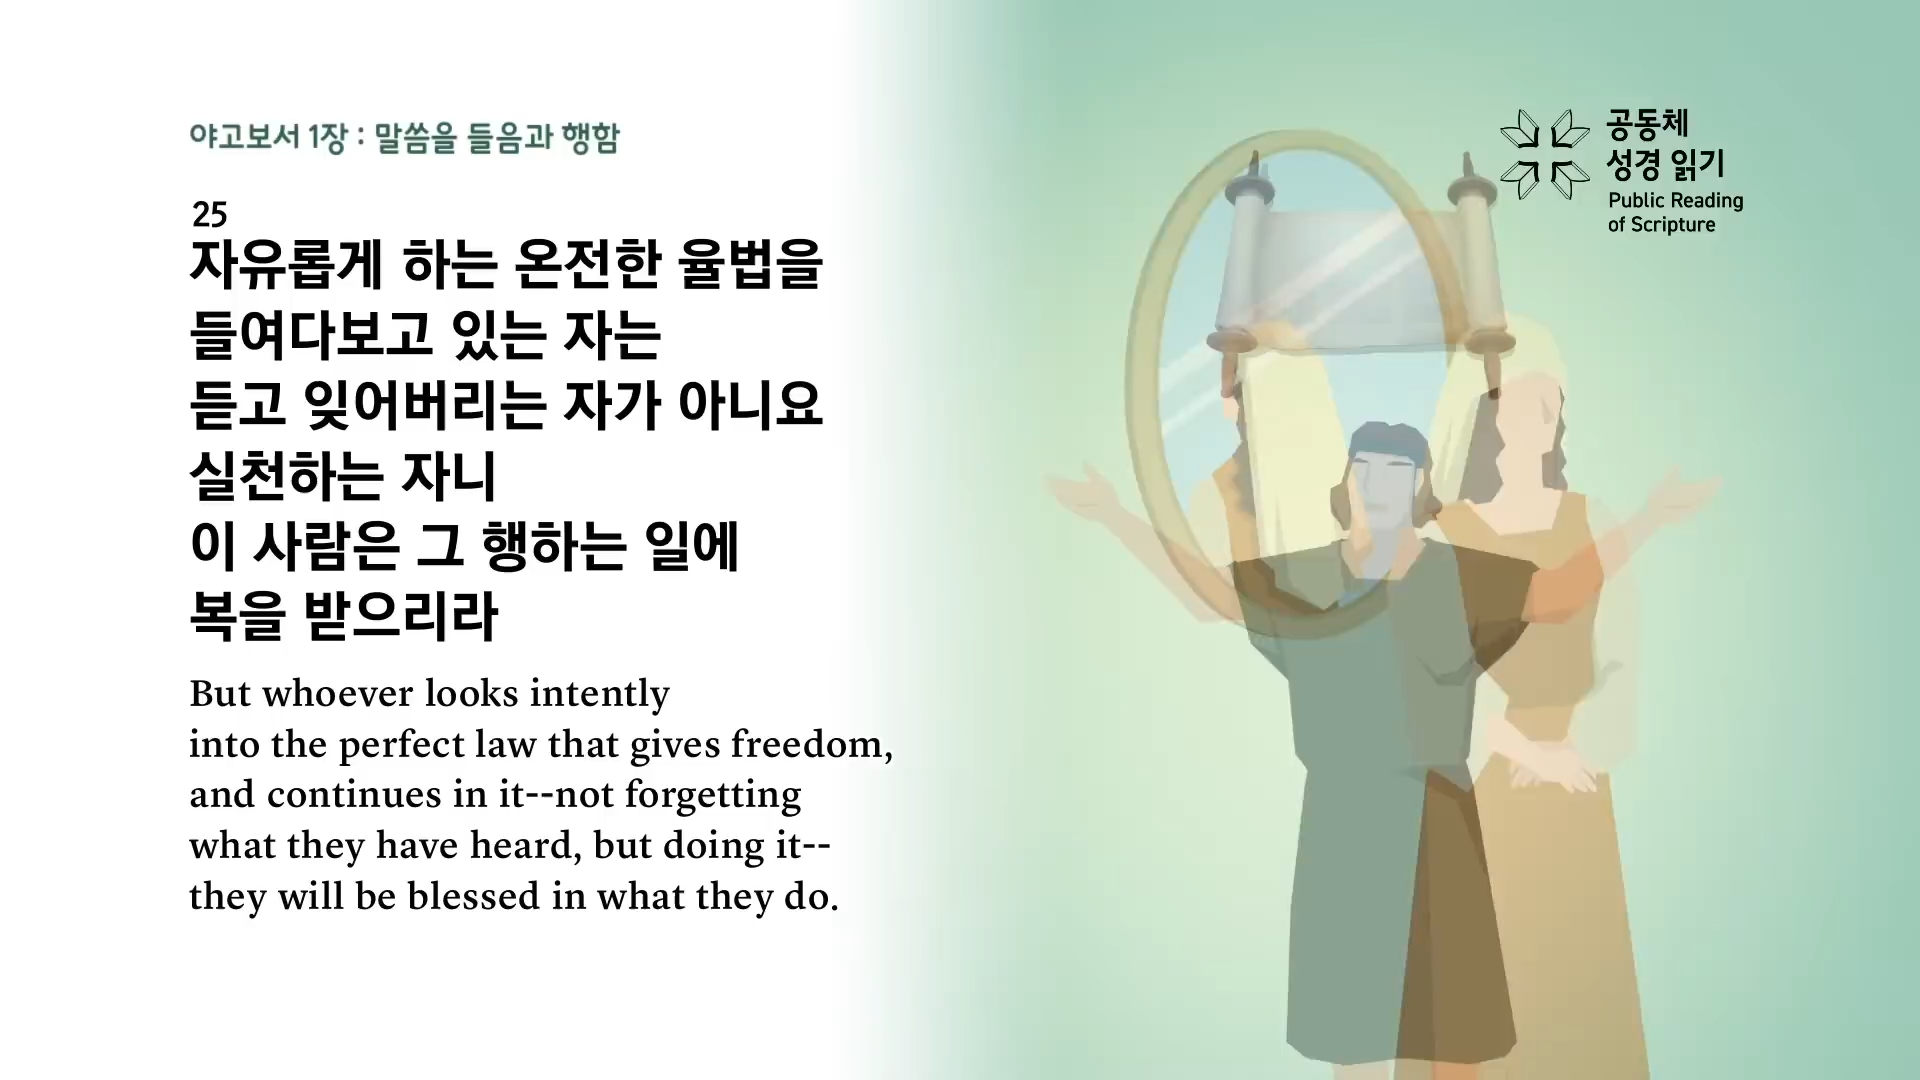 야고보서 1장 : 말씀을 들음과 행함
25
자유롭게 하는 온전한 율법을
들여다보고 있는 자는
듣고 잊어버리는 자가 아니요
실천하는 자니
이 사람은 그 행하는 일에
복을 받으리라
But whoever looks intently
into the perfect law that gives freedom,
and continues in it--not forgetting
what they have heard, but doing it--
they will be blessed in what they do.
공동체
성경 읽기
Public Reading
of Scripture